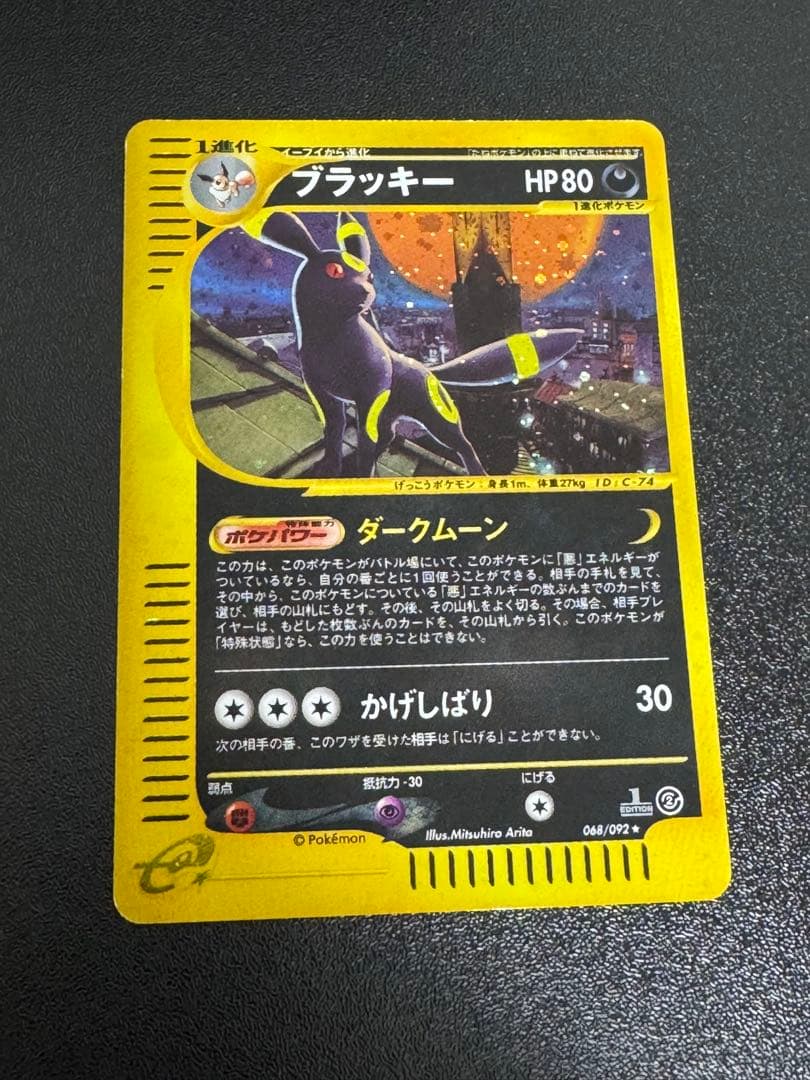 1進化
イーブイから進化
「たねポケモン」の上に重ねて進化させます。
ブラッキー HP80
1進化ポケモン
げっこうポケモン:身長1m、体重27kg ID:C-74
特殊能力
ポケパワー ダークムーン
この力は、このポケモンがバトル場にいて、このポケモンに「悪」エネルギーが
ついているなら、自分の番ごとに1回使うことができる。相手の手札を見て、
その中から、このポケモンについている「悪」エネルギーの数ぶんまでのカードを
選び、相手の山札にもどす。その後、その山札をよく切る。その場合、相手プレ
イヤーは、もどした枚数ぶんのカードを、その山札から引く。このポケモンが
「特殊状態」なら、この力を使うことはできない。
かげしばり 30
次の相手の番、このワザを受けた相手は「にげる」ことができない。
弱点 抵抗力 -30 にげる
1
EDITION
© Pokémon
Illus.Mitsuhiro Arita
068/092★